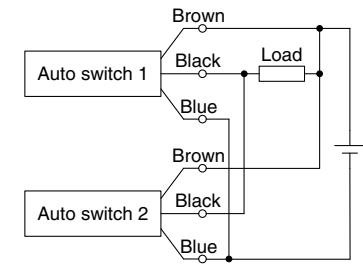 Brown
Auto switch 1
Black
Load
Blue
Brown
Auto switch 2
Black
Blue